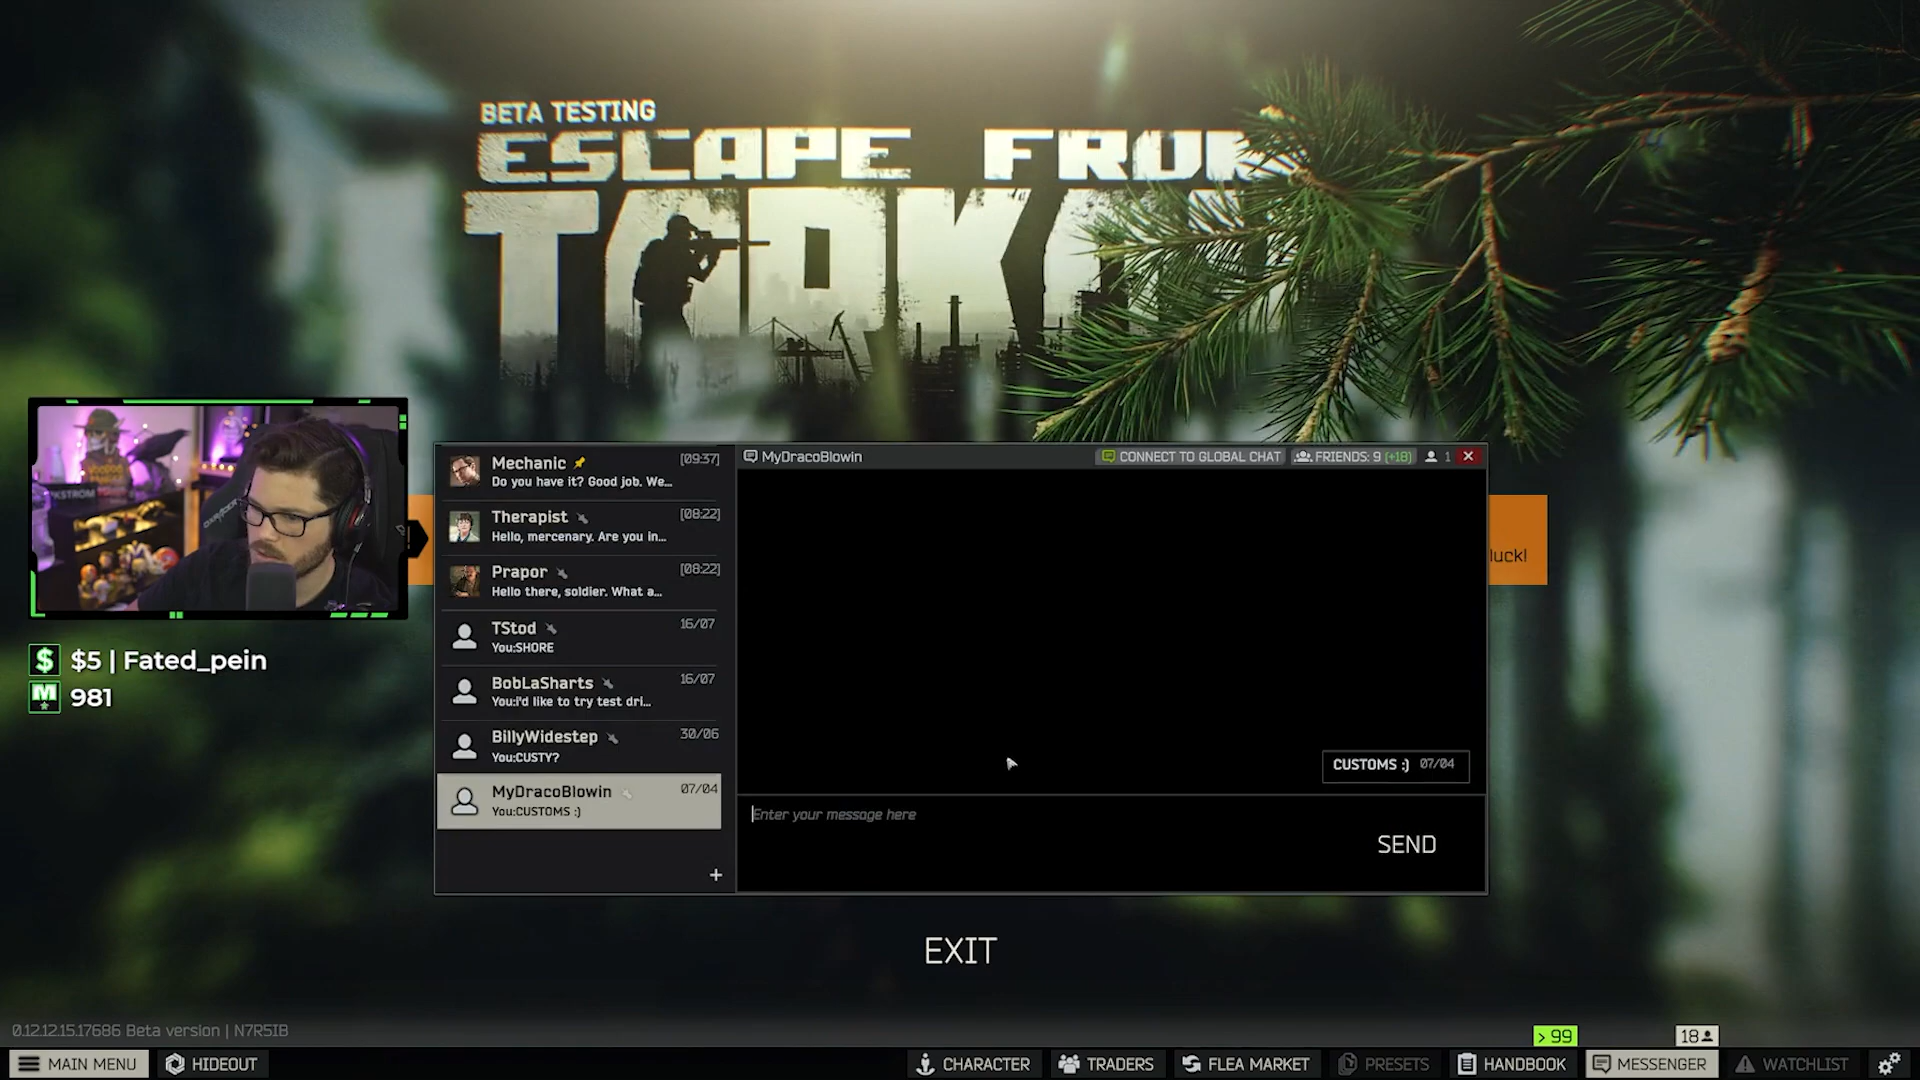 BETA TESTING
ESCAPE FROM
luck!
$5 | Fated_pein
981
Mechanic [09:37]
Do you have it? Good job. We...
Therapist [08:22]
Hello, mercenary. Are you in...
Prapor [08:22]
Hello there, soldier. What a...
TStod 16/07
You:SHORE
BobLaSharts 16/07
You:i'd like to try test dri...
BillyWidestep 30/06
You:CUSTY?
MyDracoBlowin 07/04
You:CUSTOMS :)
+
MyDracoBlowin CONNECT TO GLOBAL CHAT FRIENDS: 9 (+18) 1
CUSTOMS :) 07/04
Enter your message here
SEND
EXIT
0.12.12.15.17686 Beta version | N7R5IB
> 99 18
MAIN MENU HIDEOUT CHARACTER TRADERS FLEA MARKET PRESETS HANDBOOK MESSENGER WATCHLIST